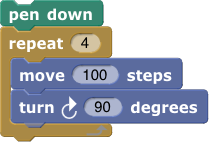 pen down
repeat 4
move 100 steps
turn 90 degrees